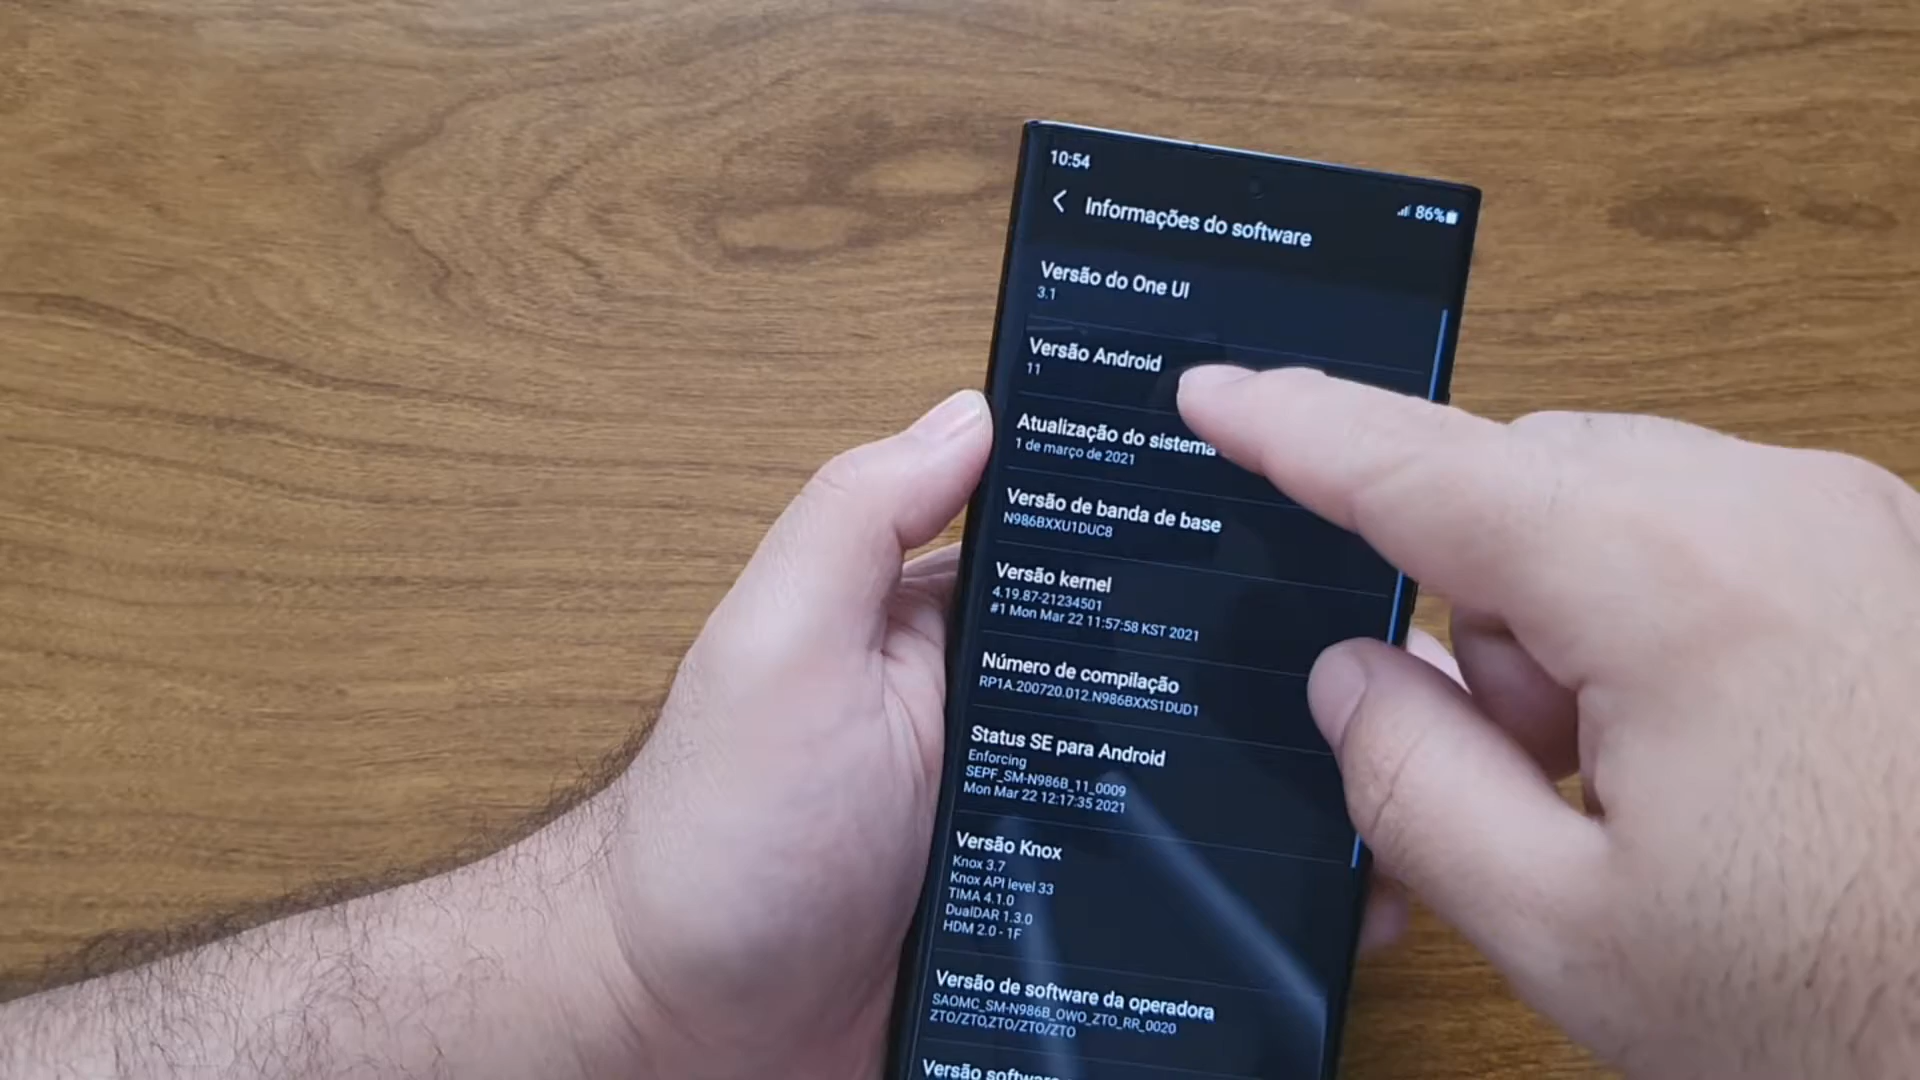 10:54
86%
Informações do software
Versão do One UI
3.1
Versão Android
11
Atualização do sistema
1 de março de 2021
Versão de banda de base
N986BXXU1DUC8
Versão kernel
4.19.87-21234501
#1 Mon Mar 22 11:57:58 KST 2021
Número de compilação
RP1A.200720.012.N986BXXS1DUD1
Status SE para Android
Enforcing
SEPF_SM-N986B_11_0009
Mon Mar 22 12:17:35 2021
Versão Knox
Knox 3.7
Knox API level 33
TIMA 4.1.0
DualDAR 1.3.0
HDM 2.0 - 1F
Versão de software da operadora
SAOMC_SM-N986B_OWO_ZTO_RR_0020
ZTO/ZTO,ZTO/ZTO/ZTO
Versão software